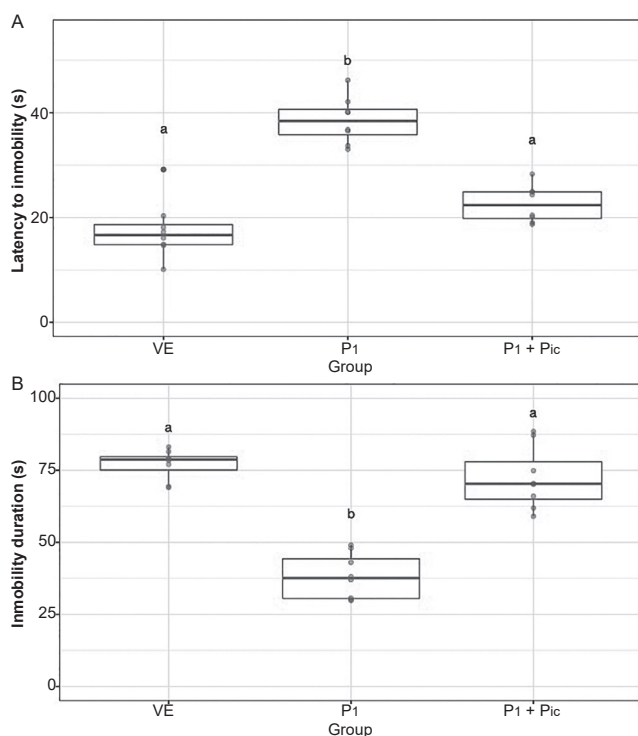 A
Latency to inmobility (s)
40
20
0
a
b
a
VE
P1
P1 + Pic
Group
B
Inmobility duration (s)
100
75
50
25
0
a
b
a
VE
P1
P1 + Pic
Group